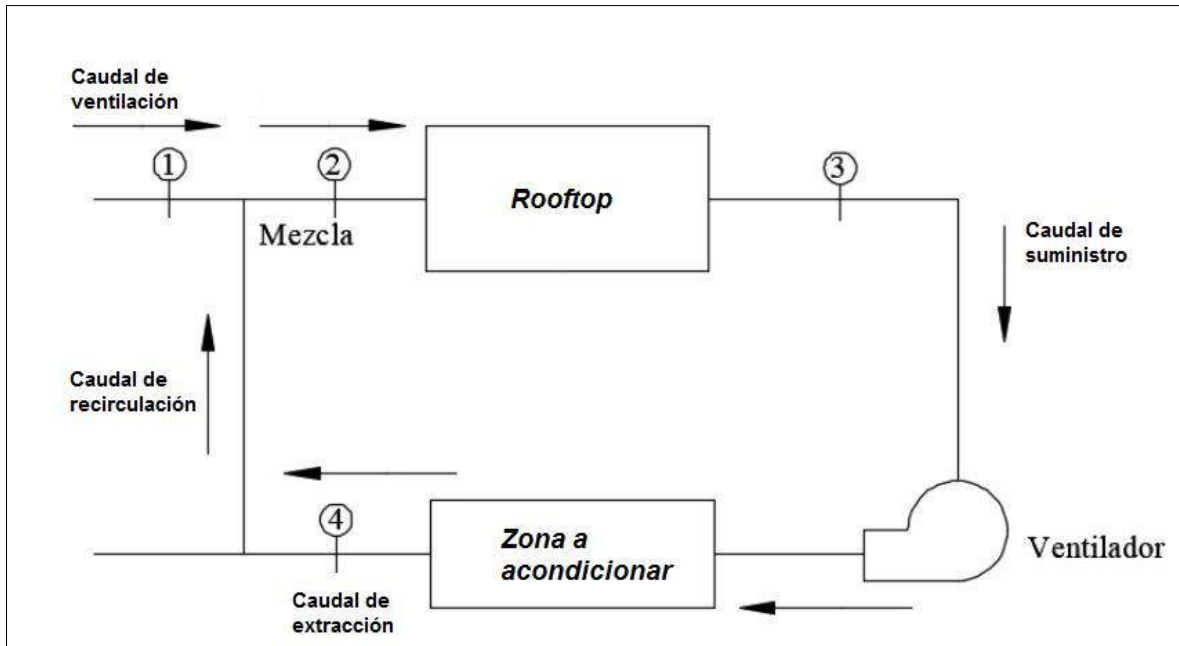 Caudal de
ventilación
1
2
Rooftop
3
Mezcla
Caudal de
suministro
Caudal de
recirculación
4
Zona a
acondicionar
Ventilador
Caudal de
extracción